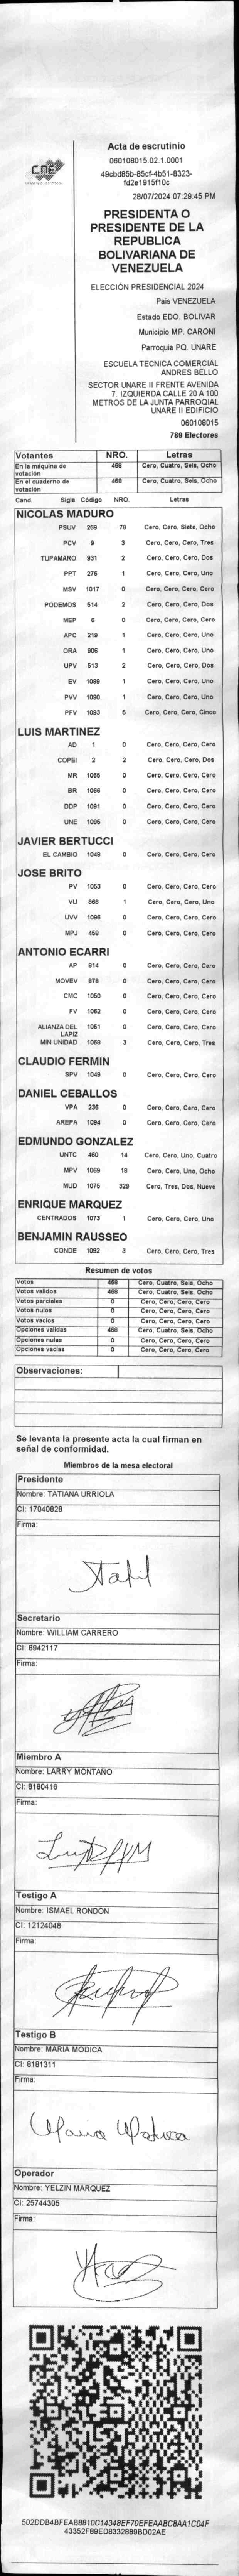 CNE
Acta de escrutinio
060108015.02.1.0001
49cbd85b-85cf-4b51-8323-
fd2e1915f10c
28/07/2024 07:29:45 PM
PRESIDENTA O
PRESIDENTE DE LA
REPUBLICA
BOLIVARIANA DE
VENEZUELA
ELECCIÓN PRESIDENCIAL 2024
País VENEZUELA
Estado EDO. BOLIVAR
Municipio MP. CARONI
Parroquia PQ. UNARE
ESCUELA TECNICA COMERCIAL
ANDRES BELLO
SECTOR UNARE II FRENTE AVENIDA
7. IZQUIERDA CALLE 20 A 100
METROS DE LA JUNTA PARROQIAL
UNARE II EDIFICIO
060108015
789 Electores
Votantes NRO. Letras
En la máquina de votación 468 Cero, Cuatro, Seis, Ocho
En el cuaderno de votación 468 Cero, Cuatro, Seis, Ocho
Cand. Sigla Código NRO. Letras
NICOLAS MADURO
PSUV 269 78 Cero, Cero, Siete, Ocho
PCV 9 3 Cero, Cero, Cero, Tres
TUPAMARO 931 2 Cero, Cero, Cero, Dos
PPT 276 1 Cero, Cero, Cero, Uno
MSV 1017 0 Cero, Cero, Cero, Cero
PODEMOS 514 2 Cero, Cero, Cero, Dos
MEP 6 0 Cero, Cero, Cero, Cero
APC 219 1 Cero, Cero, Cero, Uno
ORA 906 1 Cero, Cero, Cero, Uno
UPV 513 2 Cero, Cero, Cero, Dos
EV 1089 1 Cero, Cero, Cero, Uno
PVV 1090 1 Cero, Cero, Cero, Uno
PFV 1093 5 Cero, Cero, Cero, Cinco
LUIS MARTINEZ
AD 1 0 Cero, Cero, Cero, Cero
COPEI 2 2 Cero, Cero, Cero, Dos
MR 1065 0 Cero, Cero, Cero, Cero
BR 1066 0 Cero, Cero, Cero, Cero
DDP 1091 0 Cero, Cero, Cero, Cero
UNE 1095 0 Cero, Cero, Cero, Cero
JAVIER BERTUCCI
EL CAMBIO 1048 0 Cero, Cero, Cero, Cero
JOSE BRITO
PV 1053 0 Cero, Cero, Cero, Cero
VU 868 1 Cero, Cero, Cero, Uno
UVV 1096 0 Cero, Cero, Cero, Cero
MPJ 458 0 Cero, Cero, Cero, Cero
ANTONIO ECARRI
AP 814 0 Cero, Cero, Cero, Cero
MOVEV 878 0 Cero, Cero, Cero, Cero
CMC 1050 0 Cero, Cero, Cero, Cero
FV 1062 0 Cero, Cero, Cero, Cero
ALIANZA DEL LAPIZ 1051 0 Cero, Cero, Cero, Cero
MIN UNIDAD 1068 3 Cero, Cero, Cero, Tres
CLAUDIO FERMIN
SPV 1049 0 Cero, Cero, Cero, Cero
DANIEL CEBALLOS
VPA 236 0 Cero, Cero, Cero, Cero
AREPA 1094 0 Cero, Cero, Cero, Cero
EDMUNDO GONZALEZ
UNTC 460 14 Cero, Cero, Uno, Cuatro
MPV 1069 18 Cero, Cero, Uno, Ocho
MUD 1075 329 Cero, Tres, Dos, Nueve
ENRIQUE MARQUEZ
CENTRADOS 1073 1 Cero, Cero, Cero, Uno
BENJAMIN RAUSSEO
CONDE 1092 3 Cero, Cero, Cero, Tres
Resumen de votos
Votos 468 Cero, Cuatro, Seis, Ocho
Votos validos 468 Cero, Cuatro, Seis, Ocho
Votos parciales 0 Cero, Cero, Cero, Cero
Votos nulos 0 Cero, Cero, Cero, Cero
Votos vacios 0 Cero, Cero, Cero, Cero
Opciones validas 468 Cero, Cuatro, Seis, Ocho
Opciones nulas 0 Cero, Cero, Cero, Cero
Opciones vacias 0 Cero, Cero, Cero, Cero
Observaciones:
Se levanta la presente acta la cual firman en
señal de conformidad.
Miembros de la mesa electoral
Presidente
Nombre: TATIANA URRIOLA
CI: 17040828
Firma:
Secretario
Nombre: WILLIAM CARRERO
CI: 8942117
Firma:
Miembro A
Nombre: LARRY MONTAÑO
CI: 8180416
Firma:
Testigo A
Nombre: ISMAEL RONDON
CI: 12124048
Firma:
Testigo B
Nombre: MARIA MODICA
CI: 8181311
Firma:
Maria Modica
Operador
Nombre: YELZIN MARQUEZ
CI: 25744305
Firma:
502DDB4BFEABB810C14348EF70EFEAABC8AA1C04F
43352F89ED8332889BD02AE